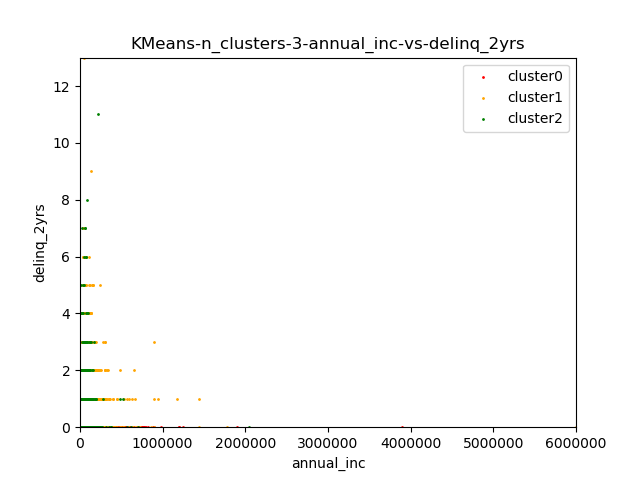 KMeans-n_clusters-3-annual_inc-vs-delinq_2yrs
cluster0
cluster1
cluster2
12
10
8
6
4
2
0
delinq_2yrs
0 1000000 2000000 3000000 4000000 5000000 6000000
annual_inc